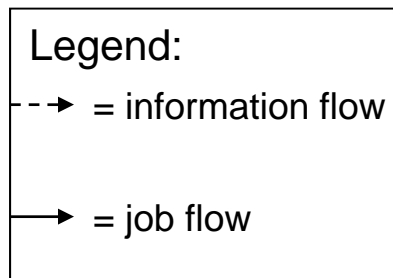 Legend:
= information flow
= job flow